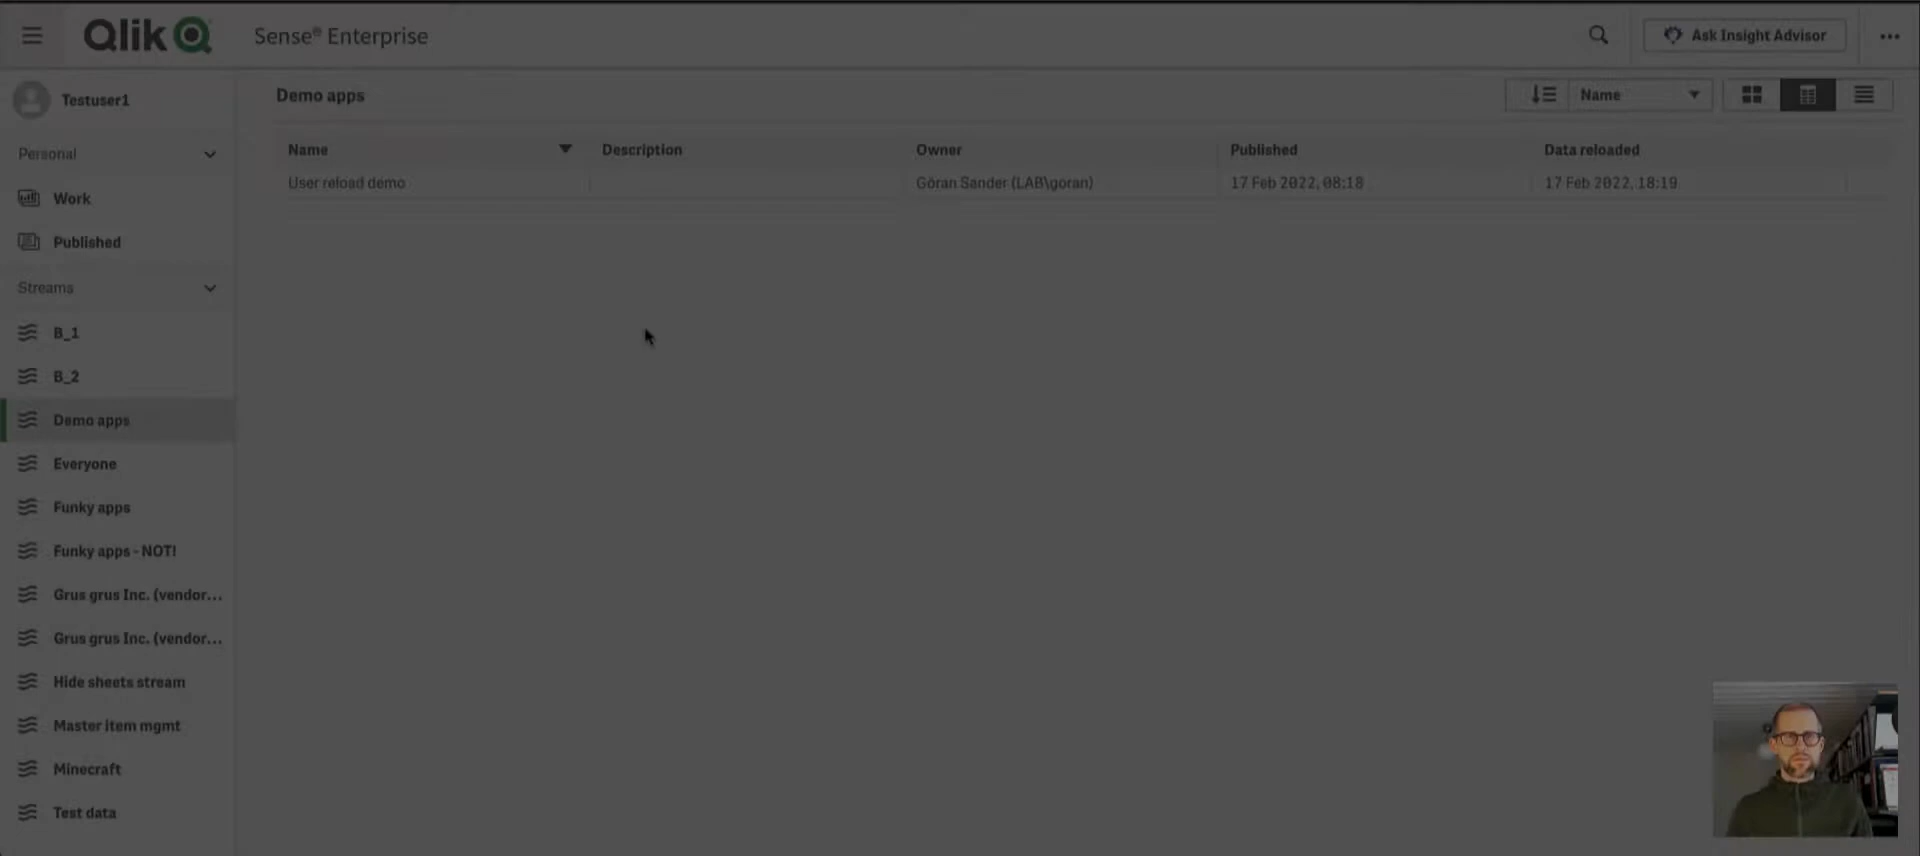 Qlik Sense® Enterprise
Ask Insight Advisor
Testuser1
Personal
Work
Published
Streams
B_1
B_2
Demo apps
Everyone
Funky apps
Funky apps - NOT!
Grus grus Inc. (vendor...
Grus grus Inc. (vendor...
Hide sheets stream
Master item mgmt
Minecraft
Test data
Demo apps
Name
Name Description Owner Published Data reloaded
User reload demo Göran Sander (LAB\goran) 17 Feb 2022, 08:18 17 Feb 2022, 18:19